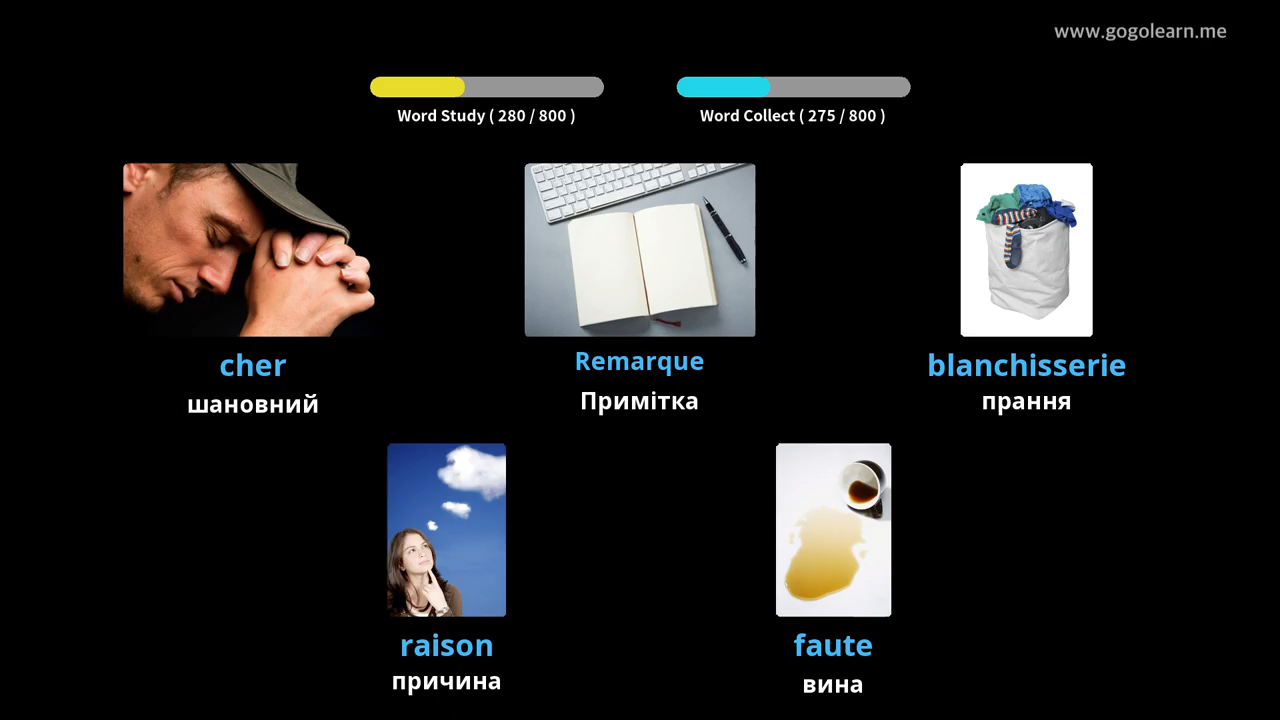 www.gogolearn.me
Word Study ( 280 / 800 )
Word Collect ( 275 / 800 )
cher
шановний
Remarque
Примітка
blanchisserie
прання
raison
причина
faute
вина